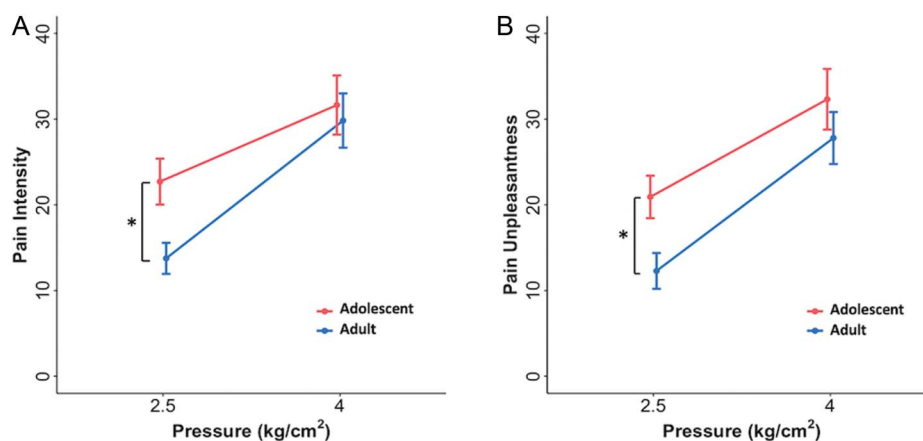 A
Pain Intensity
40
30
20
10
0
*
Adolescent
Adult
2.5
4
Pressure (kg/cm²)
B
Pain Unpleasantness
40
30
20
10
0
*
Adolescent
Adult
2.5
4
Pressure (kg/cm²)